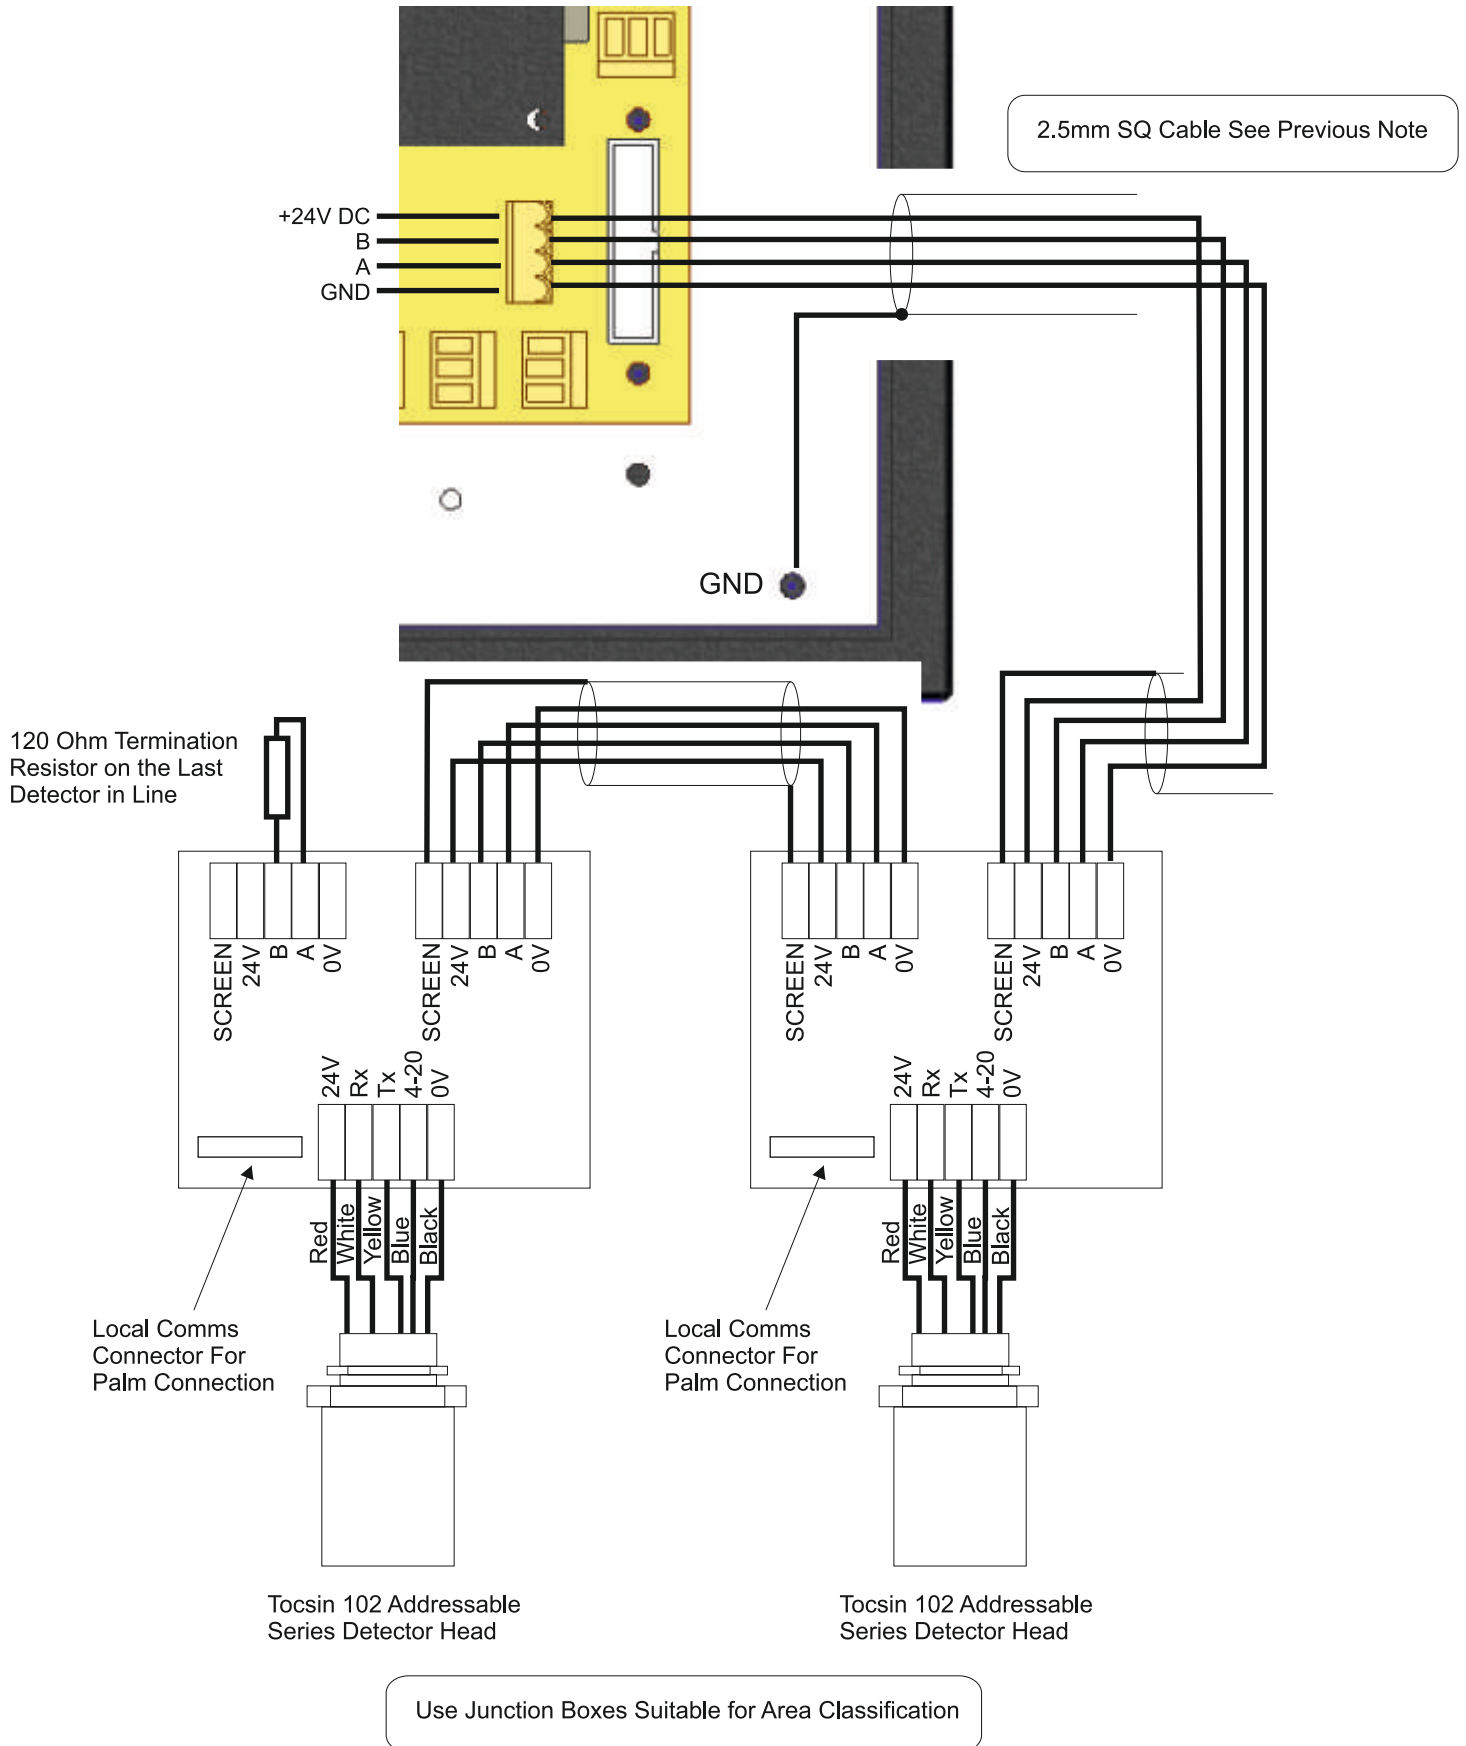 2.5mm SQ Cable See Previous Note
+24V DC
B
A
GND
GND
120 Ohm Termination
Resistor on the Last
Detector in Line
SCREEN
24V
B
A
0V
SCREEN
24V
B
A
0V
SCREEN
24V
B
A
0V
SCREEN
24V
B
A
0V
24V
Rx
Tx
4-20
0V
24V
Rx
Tx
4-20
0V
Red
White
Yellow
Blue
Black
Red
White
Yellow
Blue
Black
Local Comms
Connector For
Palm Connection
Local Comms
Connector For
Palm Connection
Tocsin 102 Addressable
Series Detector Head
Tocsin 102 Addressable
Series Detector Head
Use Junction Boxes Suitable for Area Classification